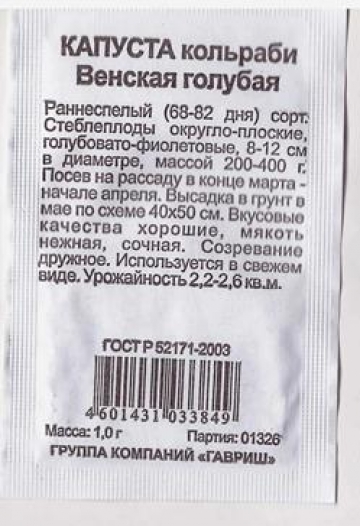 КАПУСТА кольраби
Венская голубая
Раннеспелый (68-82 дня) сорт.
Стеблеплоды округло-плоские,
голубовато-фиолетовые, 8-12 см
в диаметре, массой 200-400 г.
Посев на рассаду в конце марта -
начале апреля. Высадка в грунт в
мае по схеме 40х50 см. Вкусовые
качества хорошие, мякоть
нежная, сочная. Созревание
дружное. Используется в свежем
виде. Урожайность 2,2-2,6 кв.м.
ГОСТ Р 52171-2003
4 601431 033849
Масса: 1,0 г Партия: 01326
ГРУППА КОМПАНИЙ «ГАВРИШ»